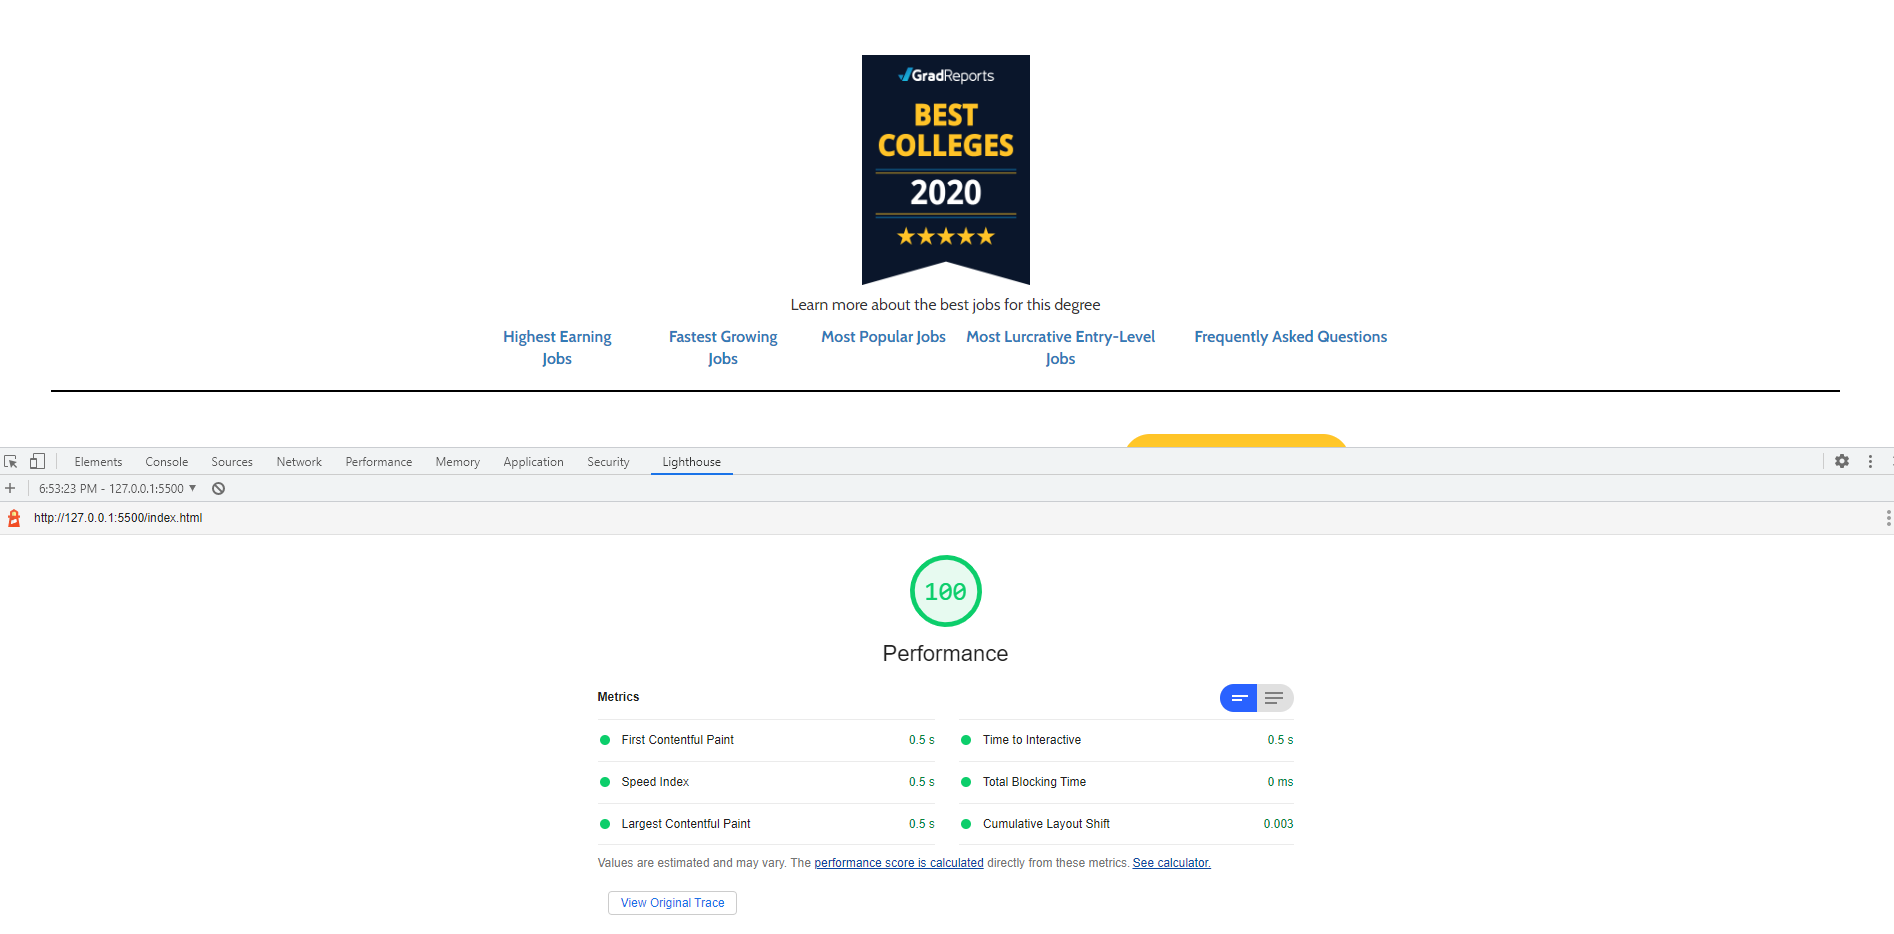 GradReports
BEST
COLLEGES
2020
Learn more about the best jobs for this degree
Highest Earning
Jobs
Fastest Growing
Jobs
Most Popular Jobs
Most Lurcrative Entry-Level
Jobs
Frequently Asked Questions
Elements Console Sources Network Performance Memory Application Security Lighthouse
6:53:23 PM - 127.0.0.1:5500
http://127.0.0.1:5500/index.html
100
Performance
Metrics
First Contentful Paint 0.5 s
Time to Interactive 0.5 s
Speed Index 0.5 s
Total Blocking Time 0 ms
Largest Contentful Paint 0.5 s
Cumulative Layout Shift 0.003
Values are estimated and may vary. The performance score is calculated directly from these metrics. See calculator.
View Original Trace